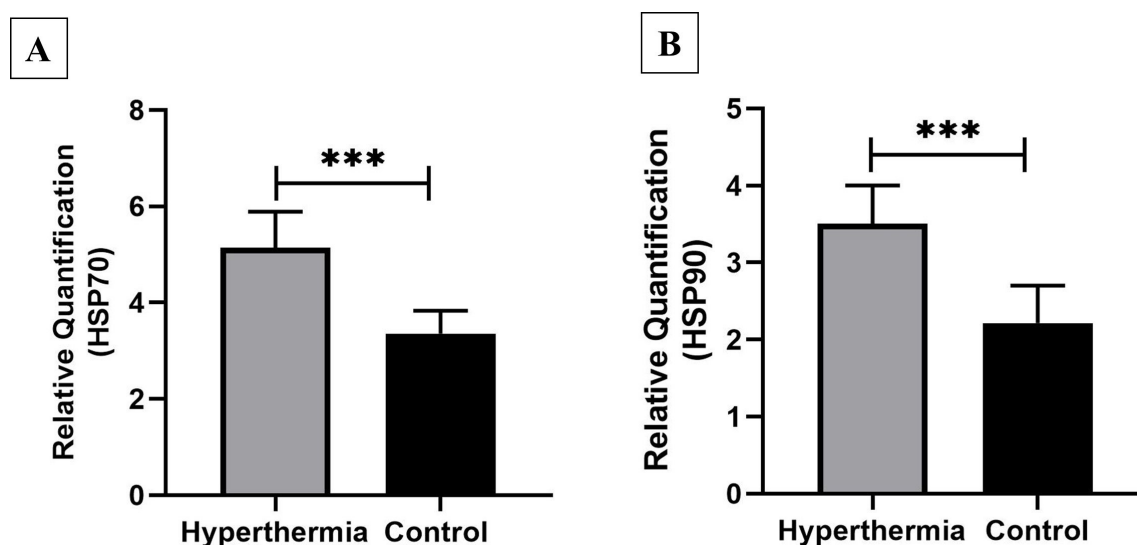 A
Relative Quantification
(HSP70)
8
6
4
2
0
***
Hyperthermia Control
B
Relative Quantification
(HSP90)
5
4
3
2
1
0
***
Hyperthermia Control